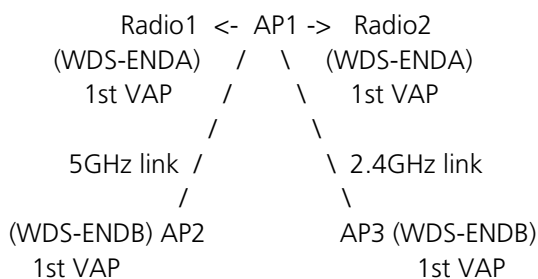 Radio1 <- AP1 -> Radio2
(WDS-ENDA) / \ (WDS-ENDA)
1st VAP / \ 1st VAP
/ \
5GHz link / \ 2.4GHz link
/ \
(WDS-ENDB) AP2 AP3 (WDS-ENDB)
1st VAP 1st VAP